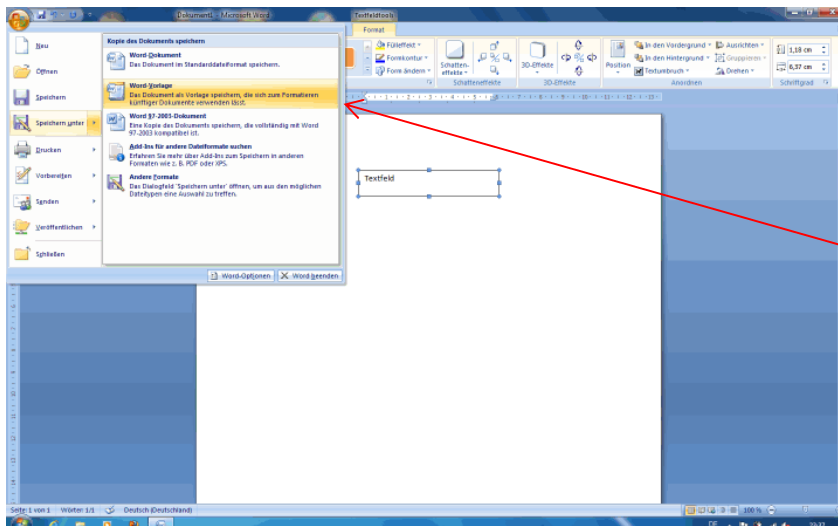 Dokument1 - Microsoft Word
Textfeldtools
Format
Neu
Öffnen
Speichern
Speichern unter
Drucken
Vorbereiten
Senden
Veröffentlichen
Schließen
Kopie des Dokuments speichern
Word-Dokument
Das Dokument im Standarddateiformat speichern.
Word-Vorlage
Das Dokument als Vorlage speichern, die sich zum Formatieren
künftiger Dokumente verwenden lässt.
Word 97-2003-Dokument
Eine Kopie des Dokuments speichern, die vollständig mit Word
97-2003 kompatibel ist.
Add-Ins für andere Dateiformate suchen
Erfahren Sie mehr über Add-Ins zum Speichern in anderen
Formaten wie z. B. PDF oder XPS.
Andere Formate
Das Dialogfeld 'Speichern unter' öffnen, um aus den möglichen
Dateitypen eine Auswahl zu treffen.
Word-Optionen
Word beenden
Fülleffekt
Formkontur
Form ändern
Schatten-
effekte
Schatteneffekte
3D-Effekte
3D-Effekte
Position
In den Vordergrund
In den Hintergrund
Textumbruch
Ausrichten
Gruppieren
Drehen
Anordnen
1,18 cm
6,37 cm
Schriftgrad
Textfeld
Seite: 1 von 1
Wörter: 1/1
Deutsch (Deutschland)
100 %
DE